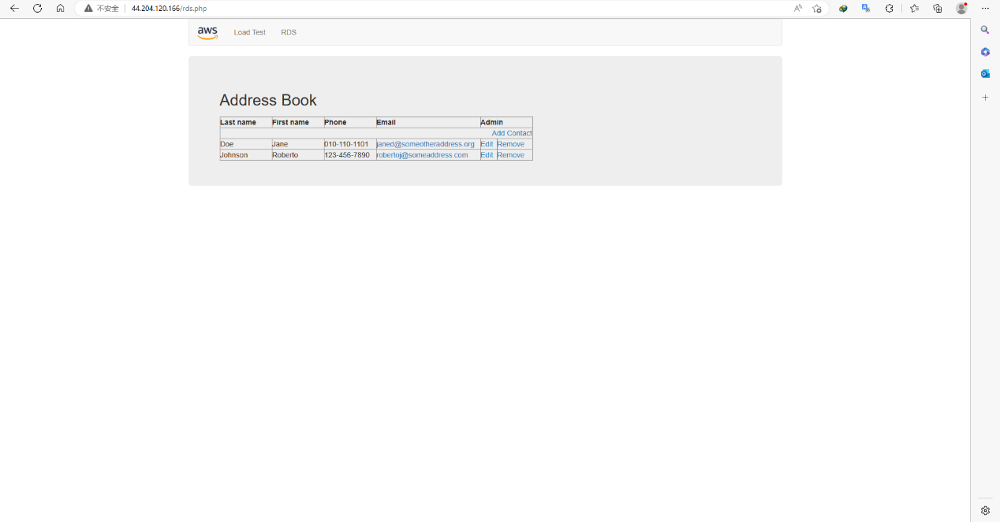 不安全 44.204.120.166/rds.php
aws Load Test RDS
Address Book
Last name First name Phone Email Admin
Add Contact
Doe Jane 010-110-1101 janed@someotheraddress.org Edit Remove
Johnson Roberto 123-456-7890 robertoj@someaddress.com Edit Remove